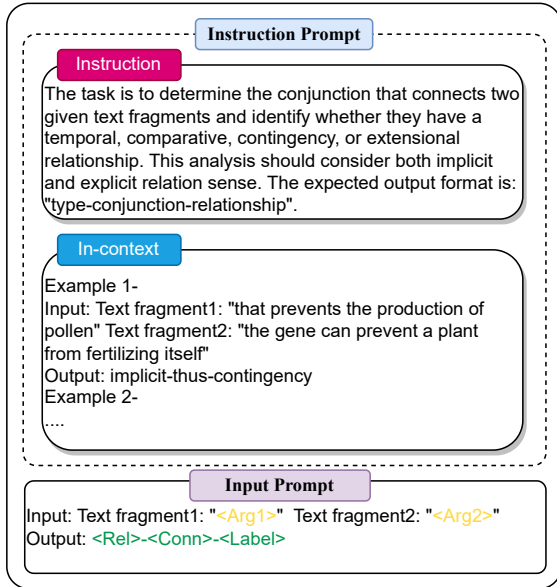 Instruction Prompt
Instruction
The task is to determine the conjunction that connects two
given text fragments and identify whether they have a
temporal, comparative, contingency, or extensional
relationship. This analysis should consider both implicit
and explicit relation sense. The expected output format is:
"type-conjunction-relationship".
In-context
Example 1-
Input: Text fragment1: "that prevents the production of
pollen" Text fragment2: "the gene can prevent a plant
from fertilizing itself"
Output: implicit-thus-contingency
Example 2-
....
Input Prompt
Input: Text fragment1: "<Arg1>" Text fragment2: "<Arg2>"
Output: <Rel>-<Conn>-<Label>